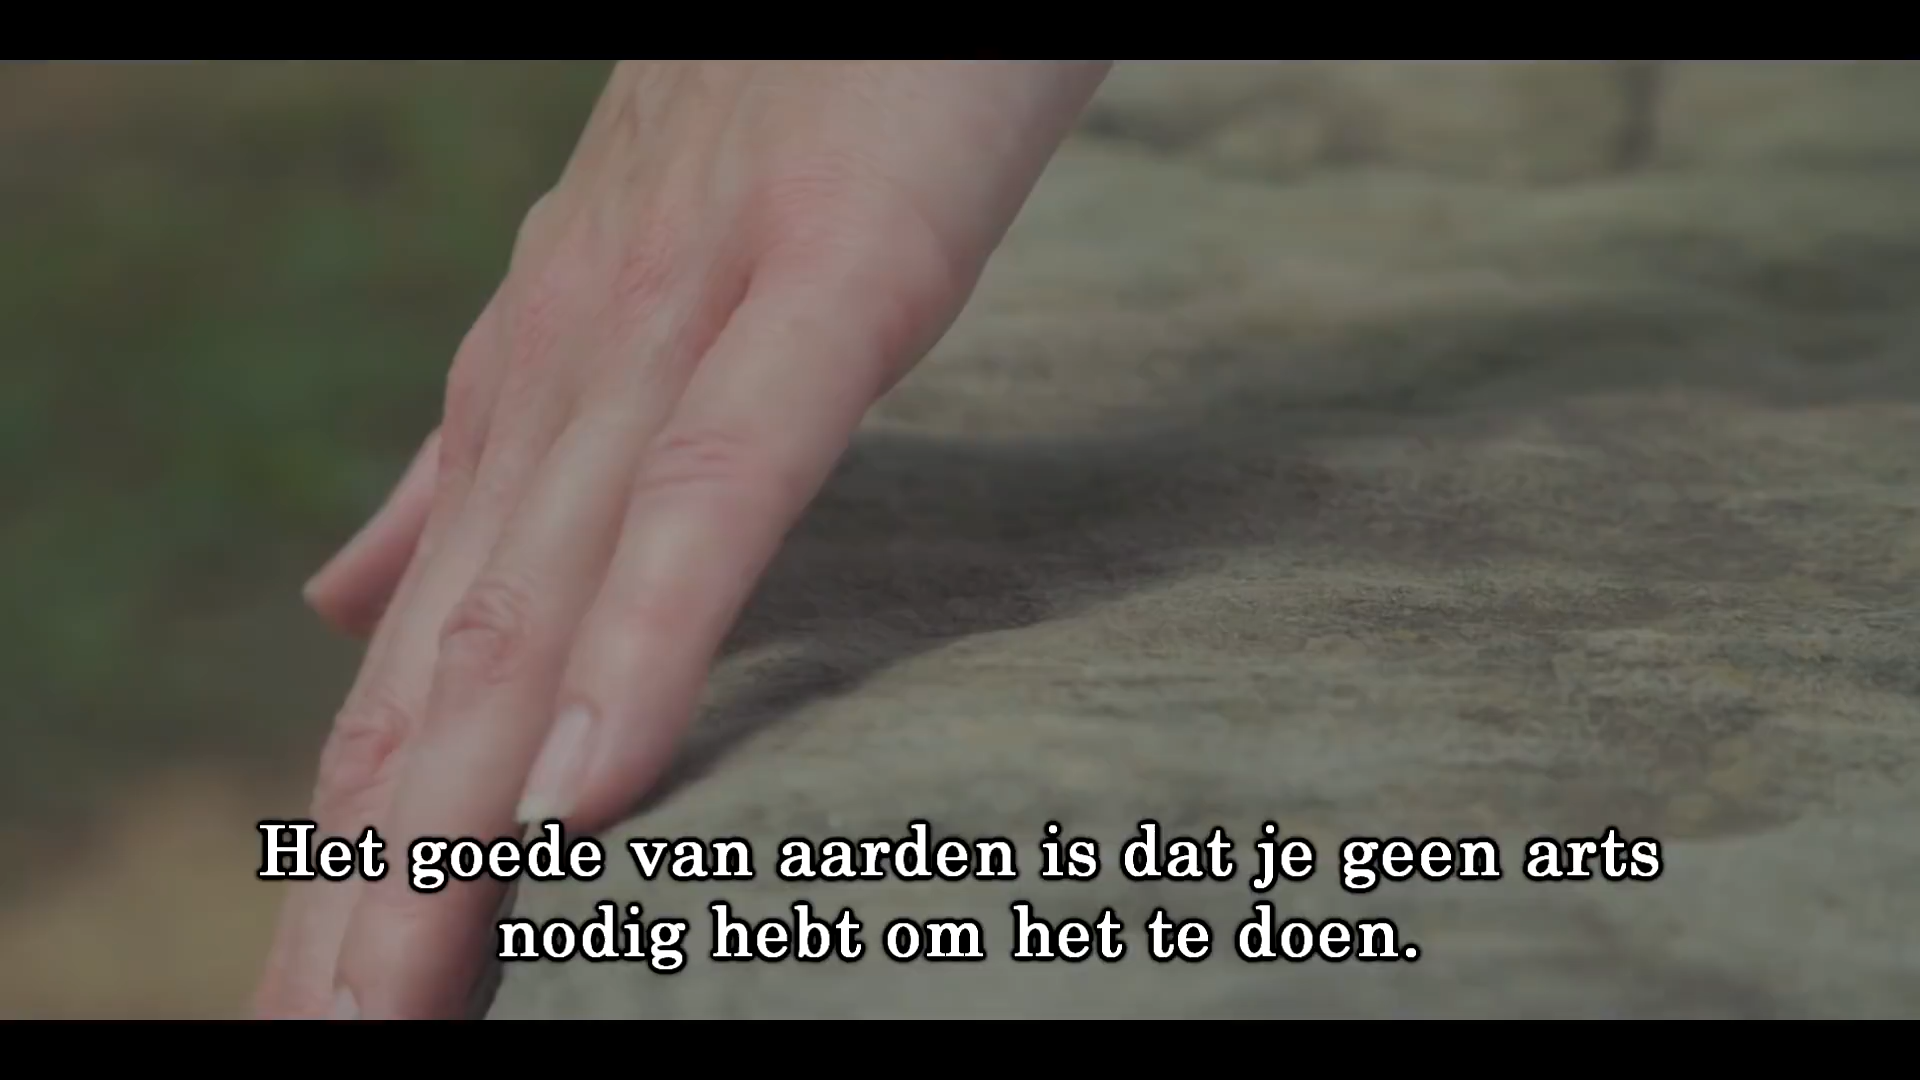 Het goede van aarden is dat je geen arts
nodig hebt om het te doen.